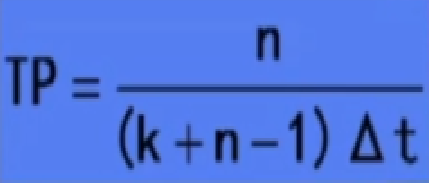 TP = n / ((k+n-1) Δt)